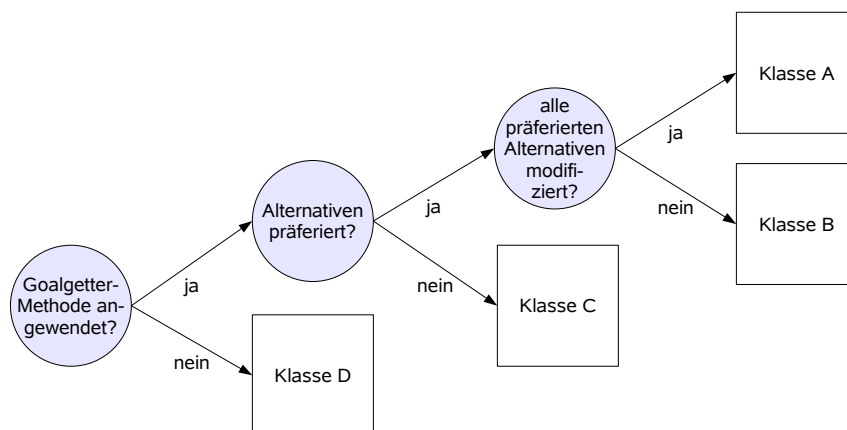 Klasse A
alle
präferierten
Alternativen
modifi-
ziert?
ja
nein
Klasse B
Alternativen
präferiert?
ja
nein
Klasse C
Goalgetter-
Methode an-
gewendet?
ja
nein
Klasse D